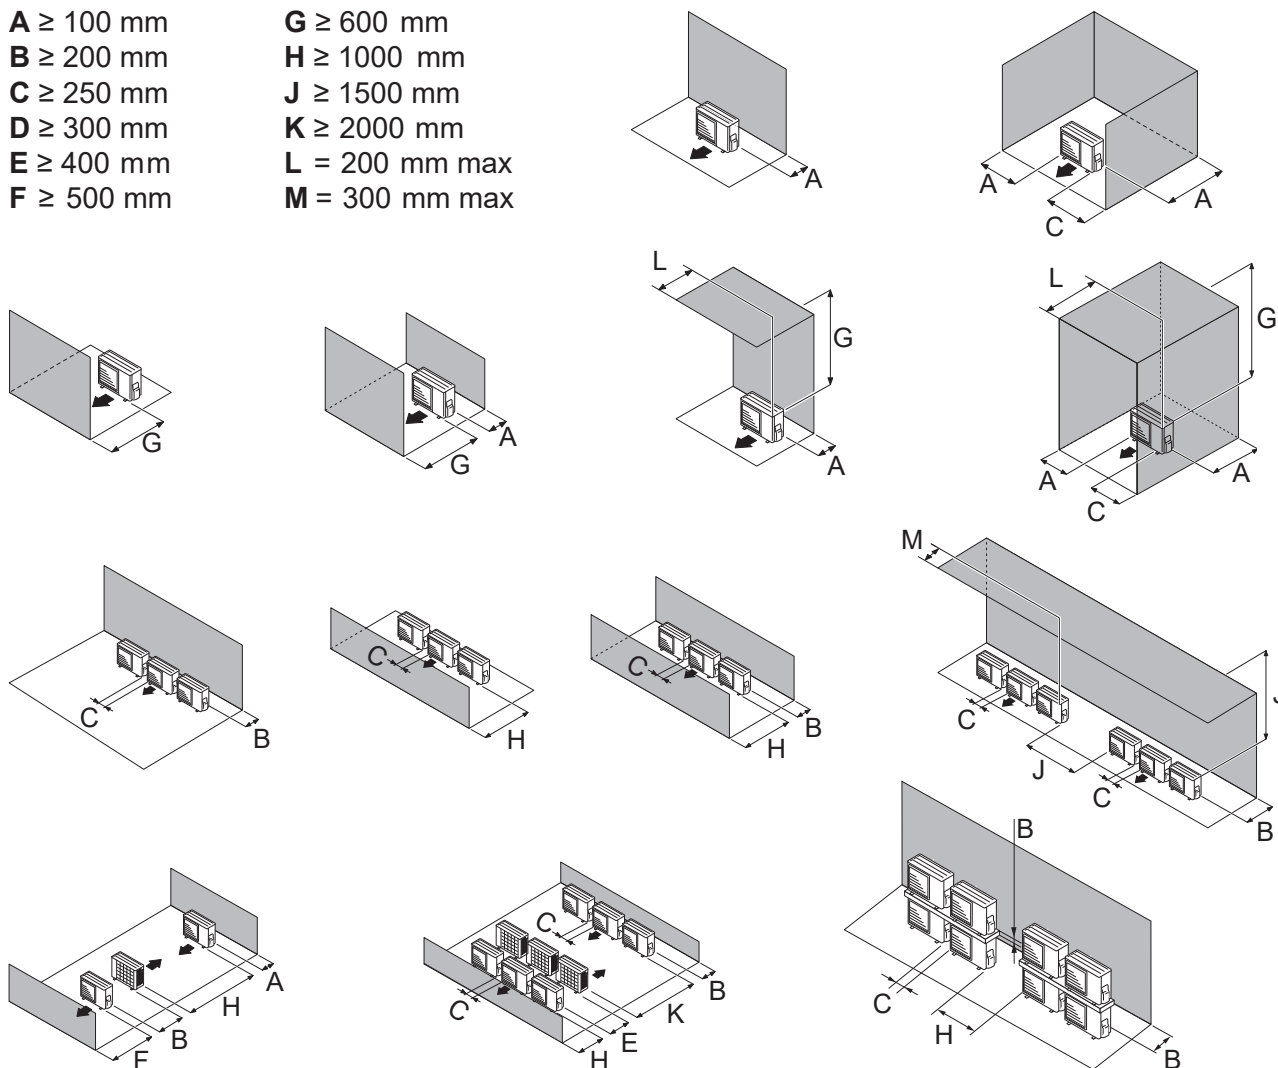 A ≥ 100 mm
B ≥ 200 mm
C ≥ 250 mm
D ≥ 300 mm
E ≥ 400 mm
F ≥ 500 mm
G ≥ 600 mm
H ≥ 1000 mm
J ≥ 1500 mm
K ≥ 2000 mm
L = 200 mm max
M = 300 mm max
A
A
C
A
G
G
A
L
G
A
L
G
A
C
A
C
B
C
H
C
H
B
M
C
J
C
J
B
F
B
H
A
C
C
H
E
K
B
B
C
H
B